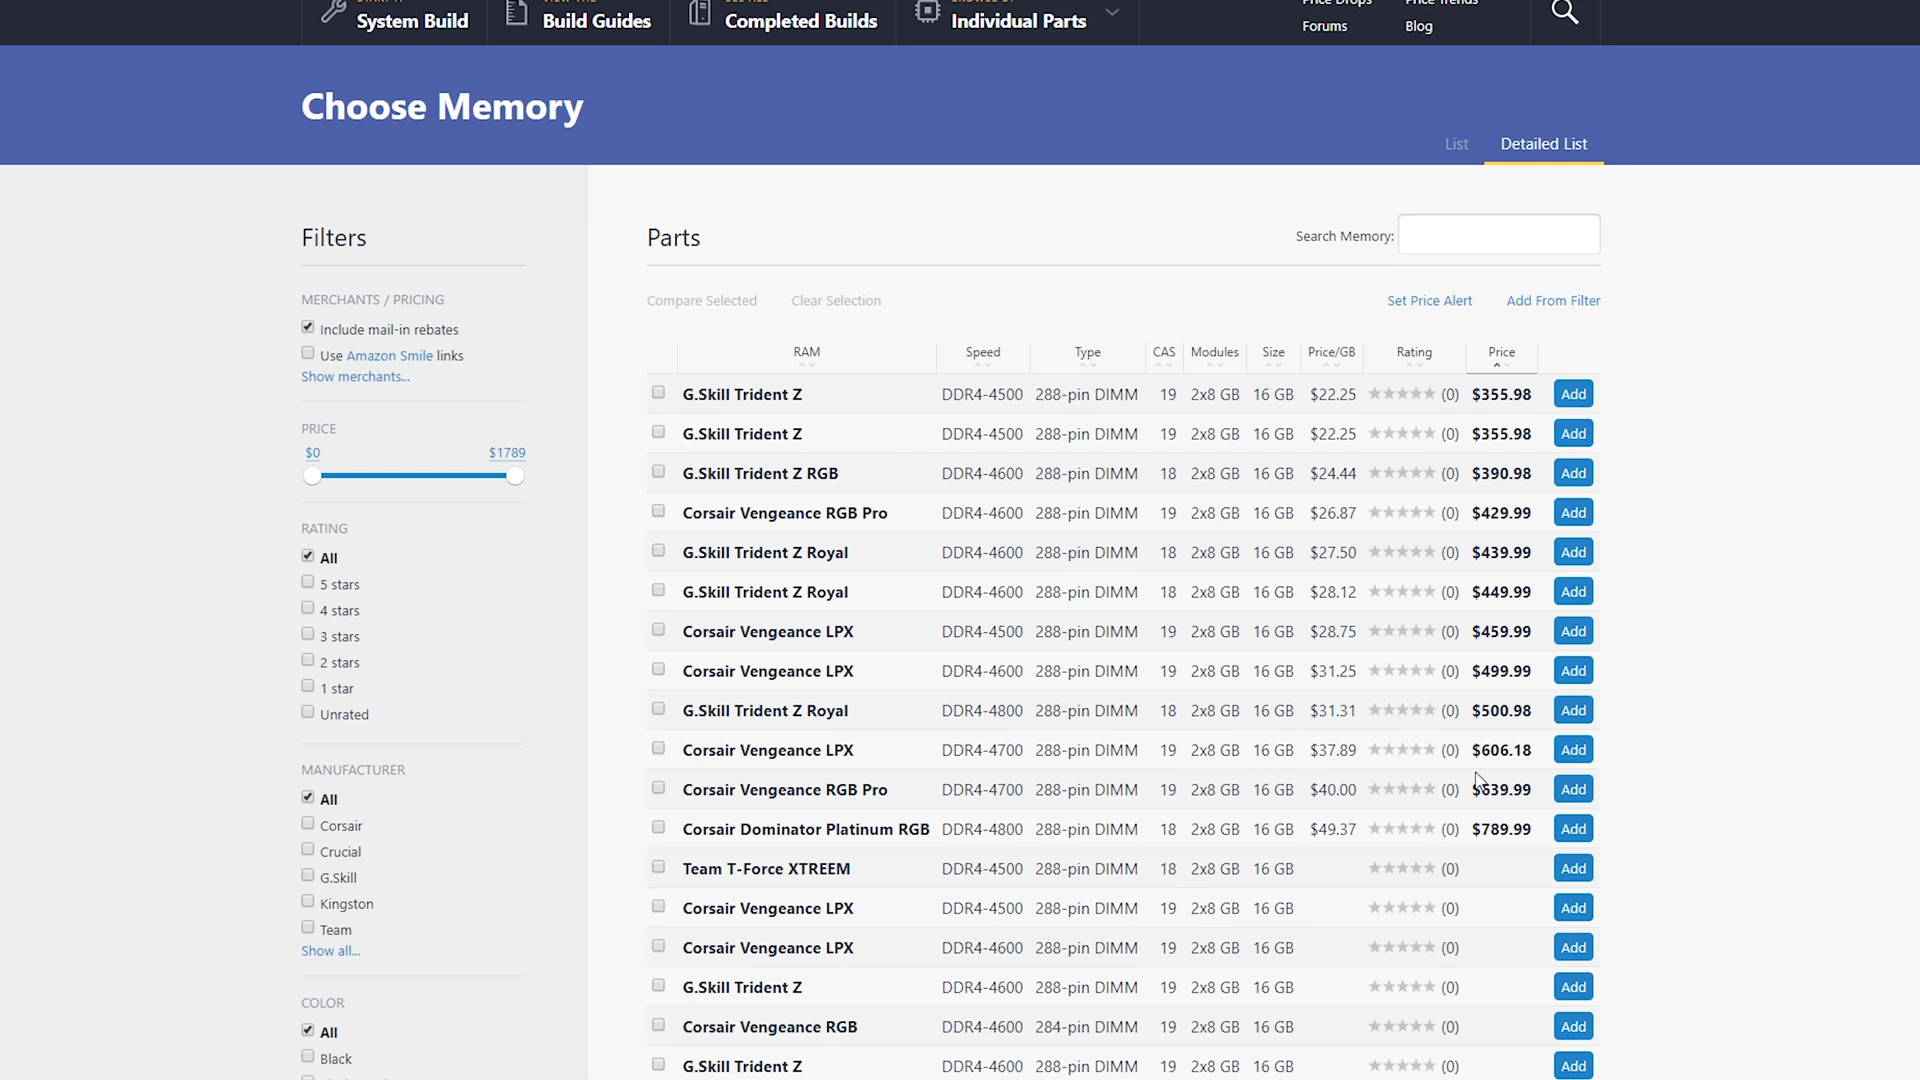 System Build Build Guides Completed Builds Individual Parts
Forums Blog
Choose Memory
List Detailed List
Filters
MERCHANTS / PRICING
Include mail-in rebates
Use Amazon Smile links
Show merchants...
PRICE
$0 $1789
RATING
All
5 stars
4 stars
3 stars
2 stars
1 star
Unrated
MANUFACTURER
All
Corsair
Crucial
G.Skill
Kingston
Team
Show all...
COLOR
All
Black
Parts Search Memory:
Compare Selected Clear Selection Set Price Alert Add From Filter
RAM Speed Type CAS Modules Size Price/GB Rating Price
G.Skill Trident Z DDR4-4500 288-pin DIMM 19 2x8 GB 16 GB $22.25 (0) $355.98 Add
G.Skill Trident Z DDR4-4500 288-pin DIMM 19 2x8 GB 16 GB $22.25 (0) $355.98 Add
G.Skill Trident Z RGB DDR4-4600 288-pin DIMM 18 2x8 GB 16 GB $24.44 (0) $390.98 Add
Corsair Vengeance RGB Pro DDR4-4600 288-pin DIMM 19 2x8 GB 16 GB $26.87 (0) $429.99 Add
G.Skill Trident Z Royal DDR4-4600 288-pin DIMM 18 2x8 GB 16 GB $27.50 (0) $439.99 Add
G.Skill Trident Z Royal DDR4-4600 288-pin DIMM 18 2x8 GB 16 GB $28.12 (0) $449.99 Add
Corsair Vengeance LPX DDR4-4500 288-pin DIMM 19 2x8 GB 16 GB $28.75 (0) $459.99 Add
Corsair Vengeance LPX DDR4-4600 288-pin DIMM 19 2x8 GB 16 GB $31.25 (0) $499.99 Add
G.Skill Trident Z Royal DDR4-4800 288-pin DIMM 18 2x8 GB 16 GB $31.31 (0) $500.98 Add
Corsair Vengeance LPX DDR4-4700 288-pin DIMM 19 2x8 GB 16 GB $37.89 (0) $606.18 Add
Corsair Vengeance RGB Pro DDR4-4700 288-pin DIMM 19 2x8 GB 16 GB $40.00 (0) $639.99 Add
Corsair Dominator Platinum RGB DDR4-4800 288-pin DIMM 18 2x8 GB 16 GB $49.37 (0) $789.99 Add
Team T-Force XTREEM DDR4-4500 288-pin DIMM 18 2x8 GB 16 GB (0) Add
Corsair Vengeance LPX DDR4-4500 288-pin DIMM 19 2x8 GB 16 GB (0) Add
Corsair Vengeance LPX DDR4-4600 288-pin DIMM 19 2x8 GB 16 GB (0) Add
G.Skill Trident Z DDR4-4600 288-pin DIMM 19 2x8 GB 16 GB (0) Add
Corsair Vengeance RGB DDR4-4600 284-pin DIMM 19 2x8 GB 16 GB (0) Add
G.Skill Trident Z DDR4-4600 288-pin DIMM 19 2x8 GB 16 GB (0) Add